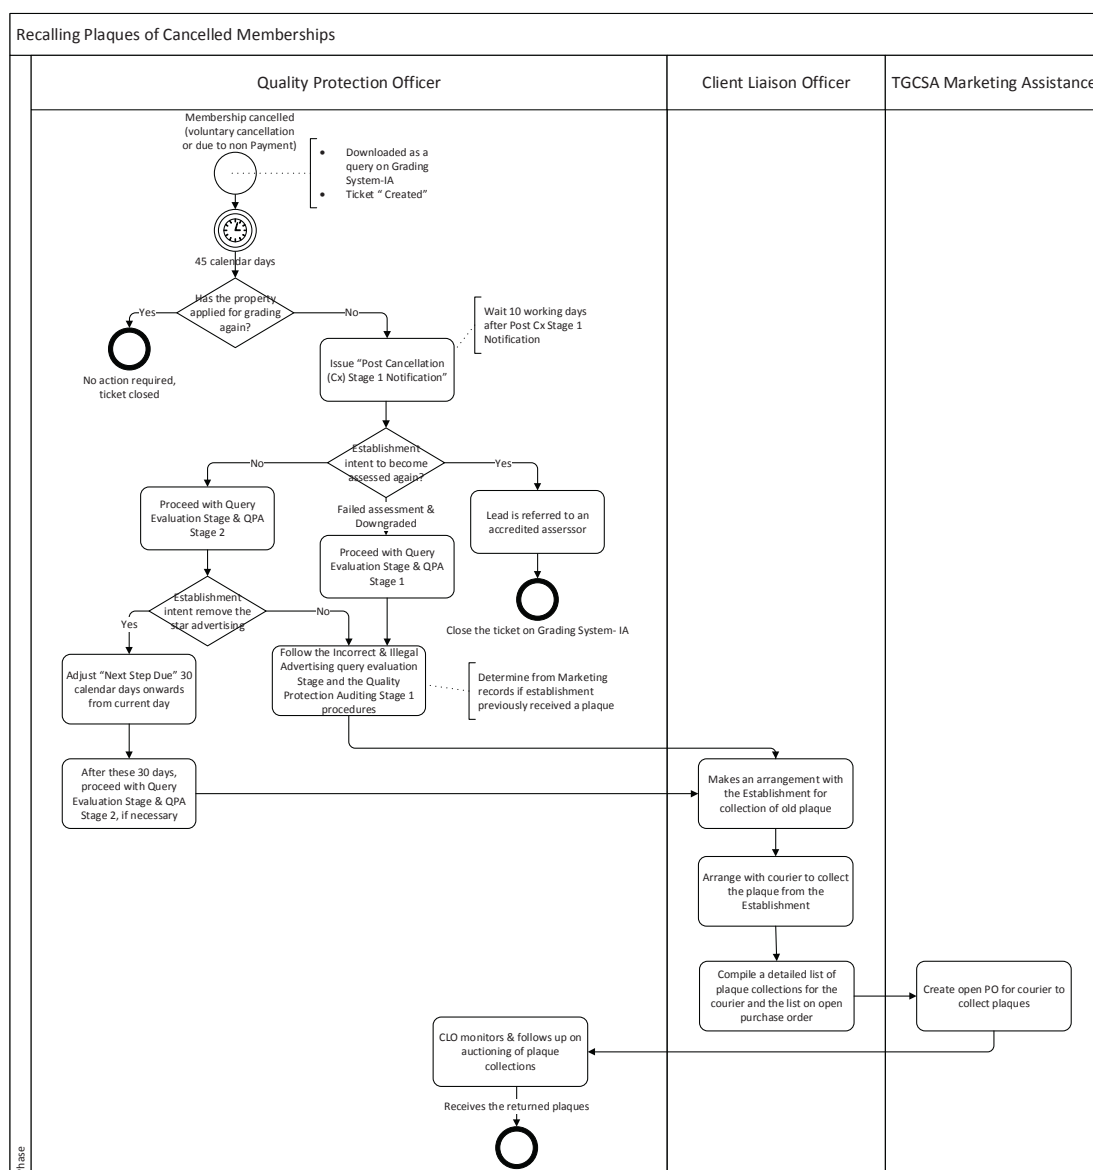 Recalling Plaques of Cancelled Memberships
Quality Protection Officer
Client Liaison Officer
TGCSA Marketing Assistance
Membership cancelled
(voluntary cancellation
or due to non Payment)
• Downloaded as a
query on Grading
System-IA
• Ticket “ Created”
45 calendar days
Has the property
applied for grading
again?
Yes
No
No action required,
ticket closed
Wait 10 working days
after Post Cx Stage 1
Notification
Issue “Post Cancellation
(Cx) Stage 1 Notification”
Establishment
intent to become
assessed again?
No
Yes
Failed assessment &
Downgraded
Proceed with Query
Evaluation Stage & QPA
Stage 2
Lead is referred to an
accredited asserssor
Proceed with Query
Evaluation Stage & QPA
Stage 1
Close the ticket on Grading System- IA
Establishment
intent remove the
star advertising
Yes
No
Adjust “Next Step Due” 30
calendar days onwards
from current day
Follow the Incorrect & Illegal
Advertising query evaluation
Stage and the Quality
Protection Auditing Stage 1
procedures
Determine from Marketing
records if establishment
previously received a plaque
After these 30 days,
proceed with Query
Evaluation Stage & QPA
Stage 2, if necessary
Makes an arrangement with
the Establishment for
collection of old plaque
Arrange with courier to collect
the plaque from the
Establishment
Compile a detailed list of
plaque collections for the
courier and the list on open
purchase order
Create open PO for courier to
collect plaques
CLO monitors & follows up on
auctioning of plaque
collections
Receives the returned plaques
Phase